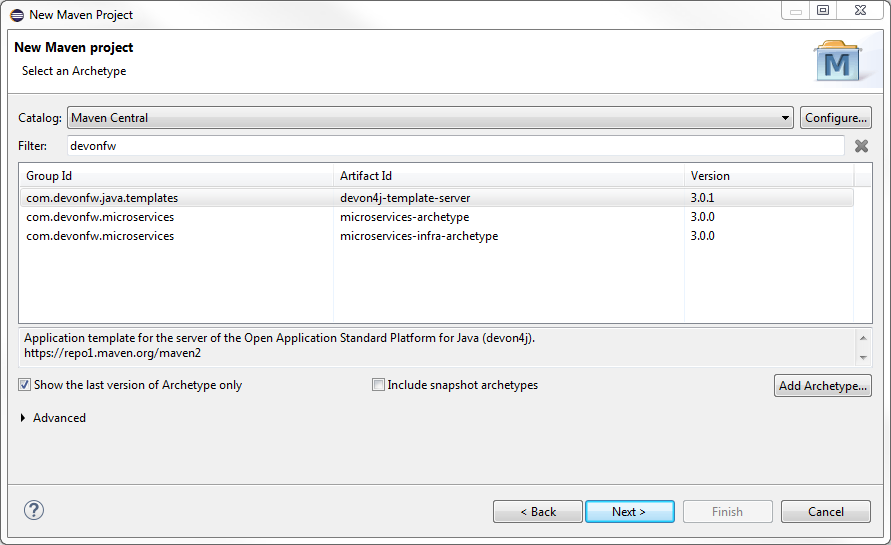 New Maven Project
New Maven project
Select an Archetype
M
Catalog: Maven Central Configure...
Filter: devonfw
Group Id Artifact Id Version
com.devonfw.java.templates devon4j-template-server 3.0.1
com.devonfw.microservices microservices-archetype 3.0.0
com.devonfw.microservices microservices-infra-archetype 3.0.0
Application template for the server of the Open Application Standard Platform for Java (devon4j).
https://repo1.maven.org/maven2
Show the last version of Archetype only Include snapshot archetypes Add Archetype...
Advanced
? < Back Next > Finish Cancel